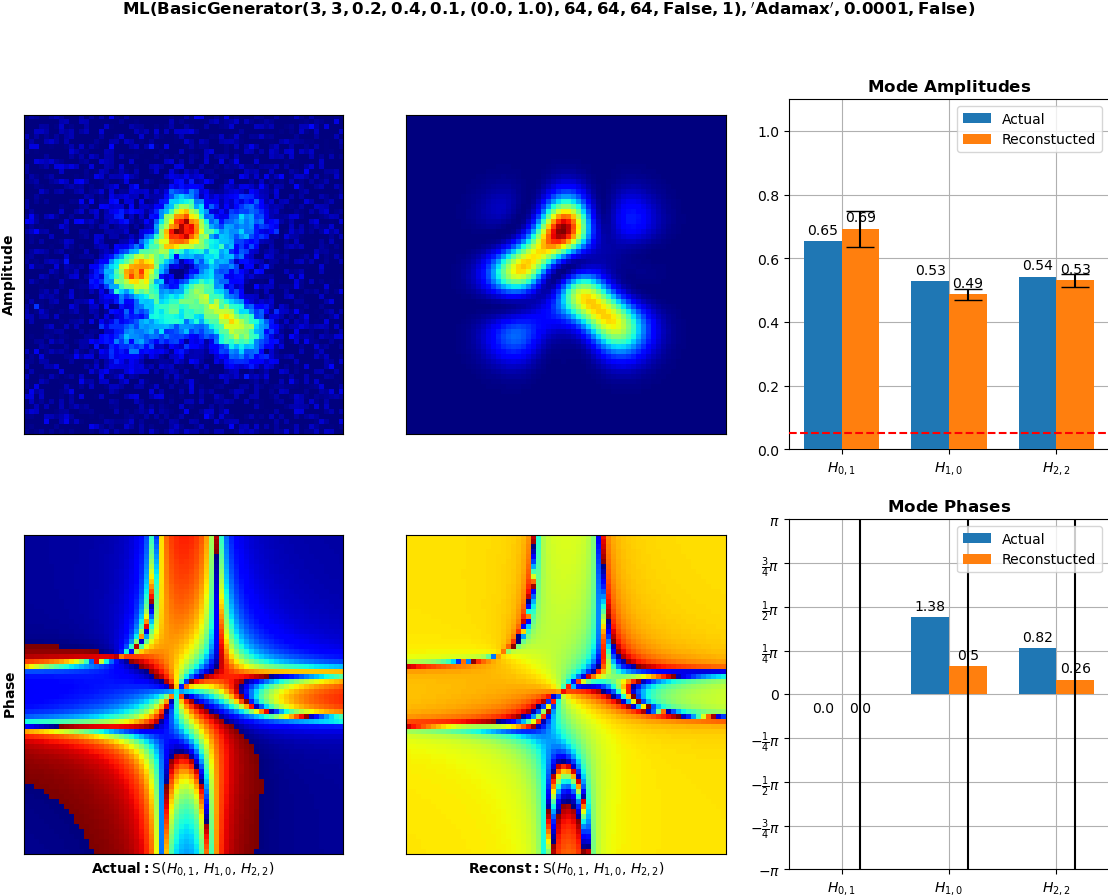 ML(BasicGenerator(3, 3, 0.2, 0.4, 0.1, (0.0, 1.0), 64, 64, 64, False, 1), 'Adamax', 0.0001, False)
Amplitude
Mode Amplitudes
Actual
Reconstucted
1.0
0.8
0.6
0.4
0.2
0.0
0.65
0.69
0.53
0.49
0.54
0.53
H0,1
H1,0
H2,2
Phase
Actual: S(H0,1, H1,0, H2,2)
Reconst: S(H0,1, H1,0, H2,2)
Mode Phases
Actual
Reconstucted
π
3/4π
1/2π
1/4π
0
−1/4π
−1/2π
−3/4π
−π
0.0
0.0
1.38
0.5
0.82
0.26
H0,1
H1,0
H2,2